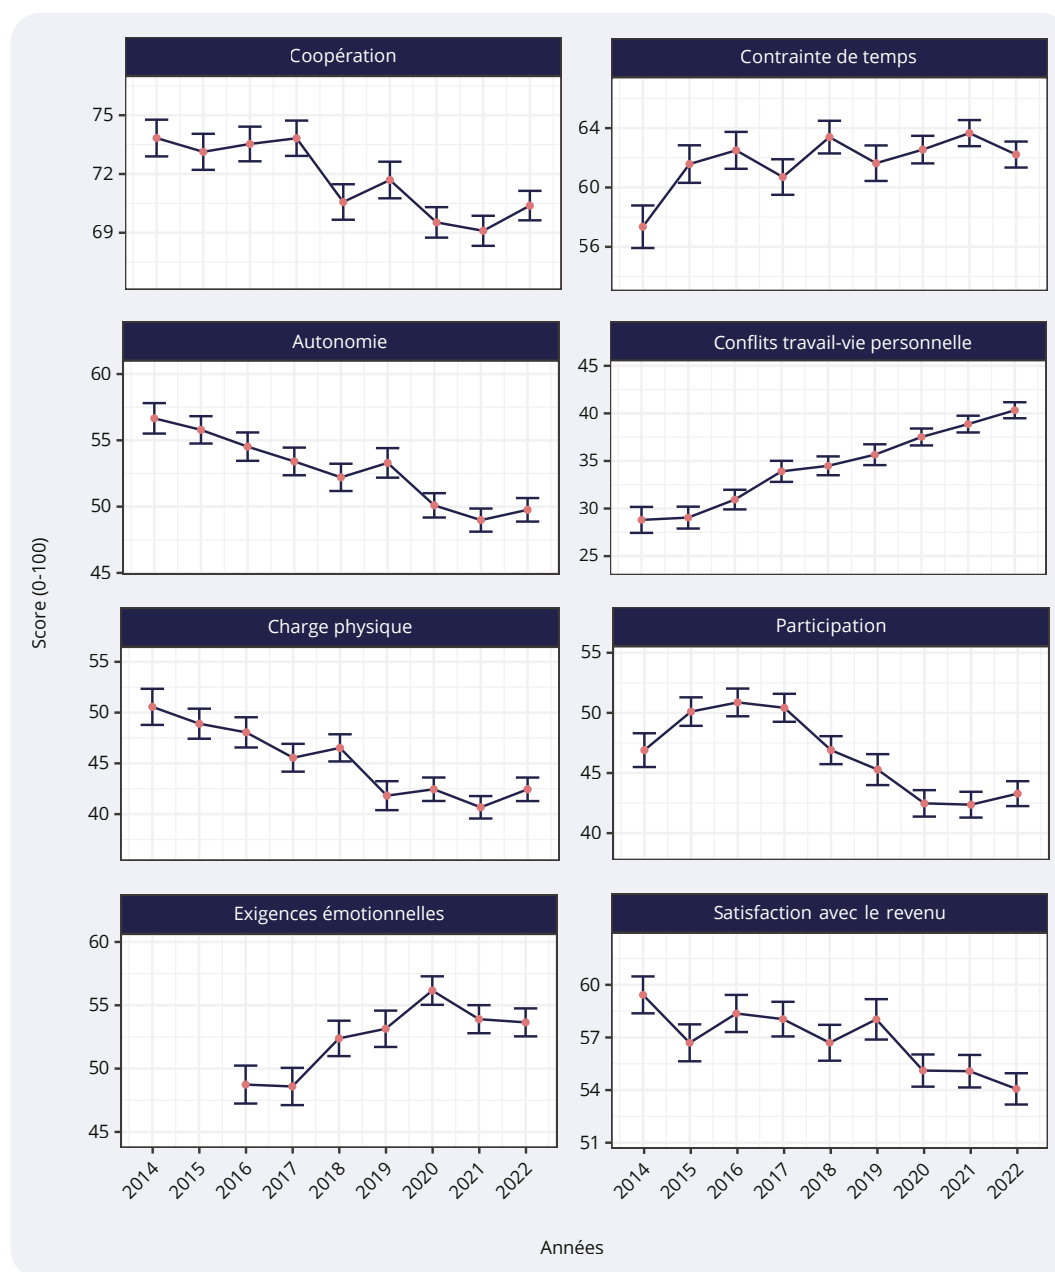 Coopération
75
72
69
Contrainte de temps
64
60
56
Autonomie
60
55
50
45
Conflits travail-vie personnelle
45
40
35
30
25
Charge physique
55
50
45
40
Participation
55
50
45
40
Exigences émotionnelles
60
55
50
45
Satisfaction avec le revenu
60
57
54
51
2014 2015 2016 2017 2018 2019 2020 2021 2022
2014 2015 2016 2017 2018 2019 2020 2021 2022
Score (0-100)
Années